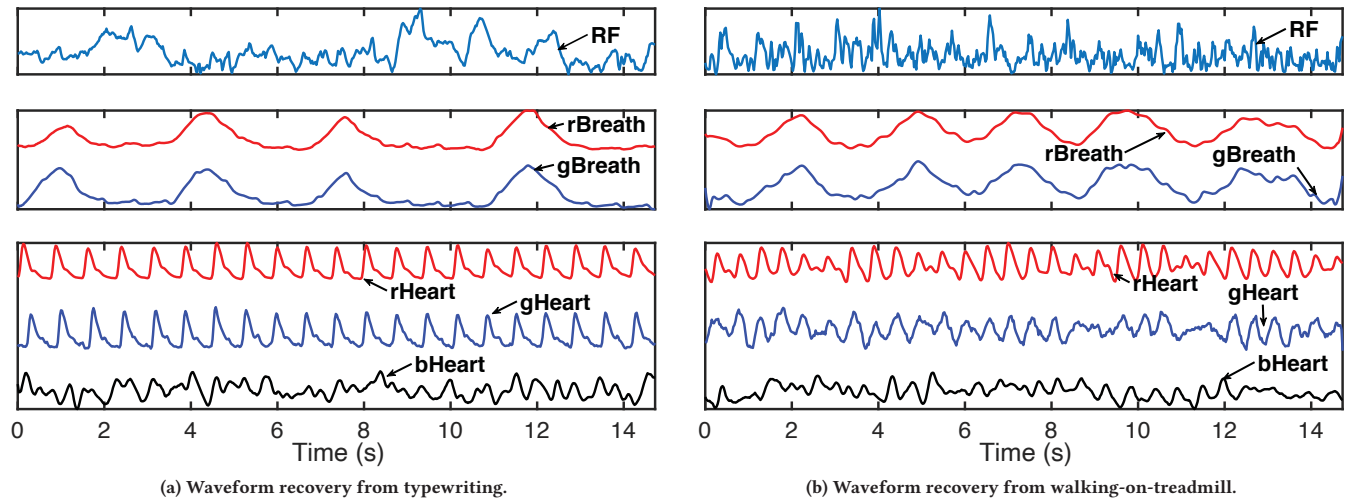 RF
rBreath
gBreath
rHeart
gHeart
bHeart
0 2 4 6 8 10 12 14
Time (s)
(a) Waveform recovery from typewriting.
RF
rBreath
gBreath
rHeart
gHeart
bHeart
0 2 4 6 8 10 12 14
Time (s)
(b) Waveform recovery from walking-on-treadmill.